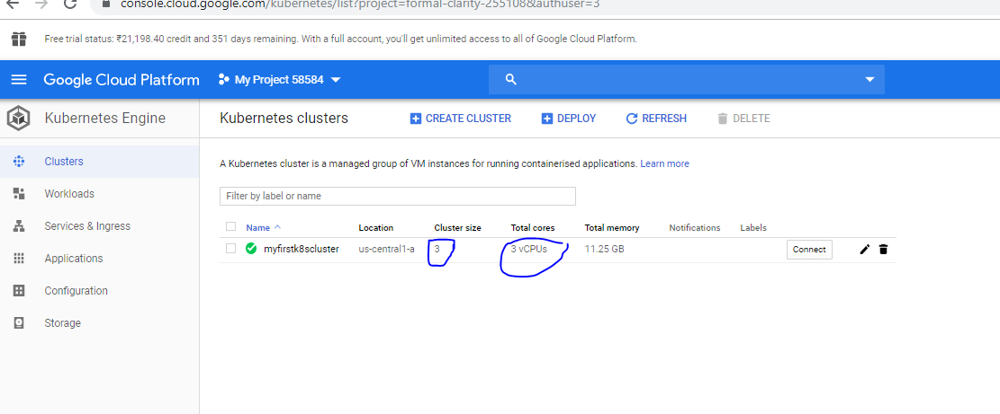 console.cloud.google.com/kubernetes/list?project=formal-clarity-255108&authuser=3
Free trial status: ₹21,198.40 credit and 351 days remaining. With a full account, you'll get unlimited access to all of Google Cloud Platform.
Google Cloud Platform My Project 58584
Kubernetes Engine Kubernetes clusters CREATE CLUSTER DEPLOY REFRESH DELETE
Clusters
A Kubernetes cluster is a managed group of VM instances for running containerised applications. Learn more
Workloads
Filter by label or name
Services & Ingress
Name Location Cluster size Total cores Total memory Notifications Labels
myfirstk8scluster us-central1-a 3 3 vCPUs 11.25 GB Connect
Applications
Configuration
Storage